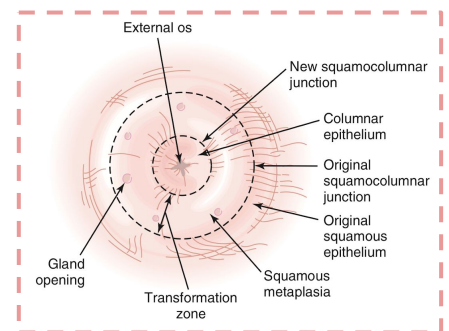 External os
New squamocolumnar
junction
Columnar
epithelium
Original
squamocolumnar
junction
Original
squamous
epithelium
Squamous
metaplasia
Transformation
zone
Gland
opening